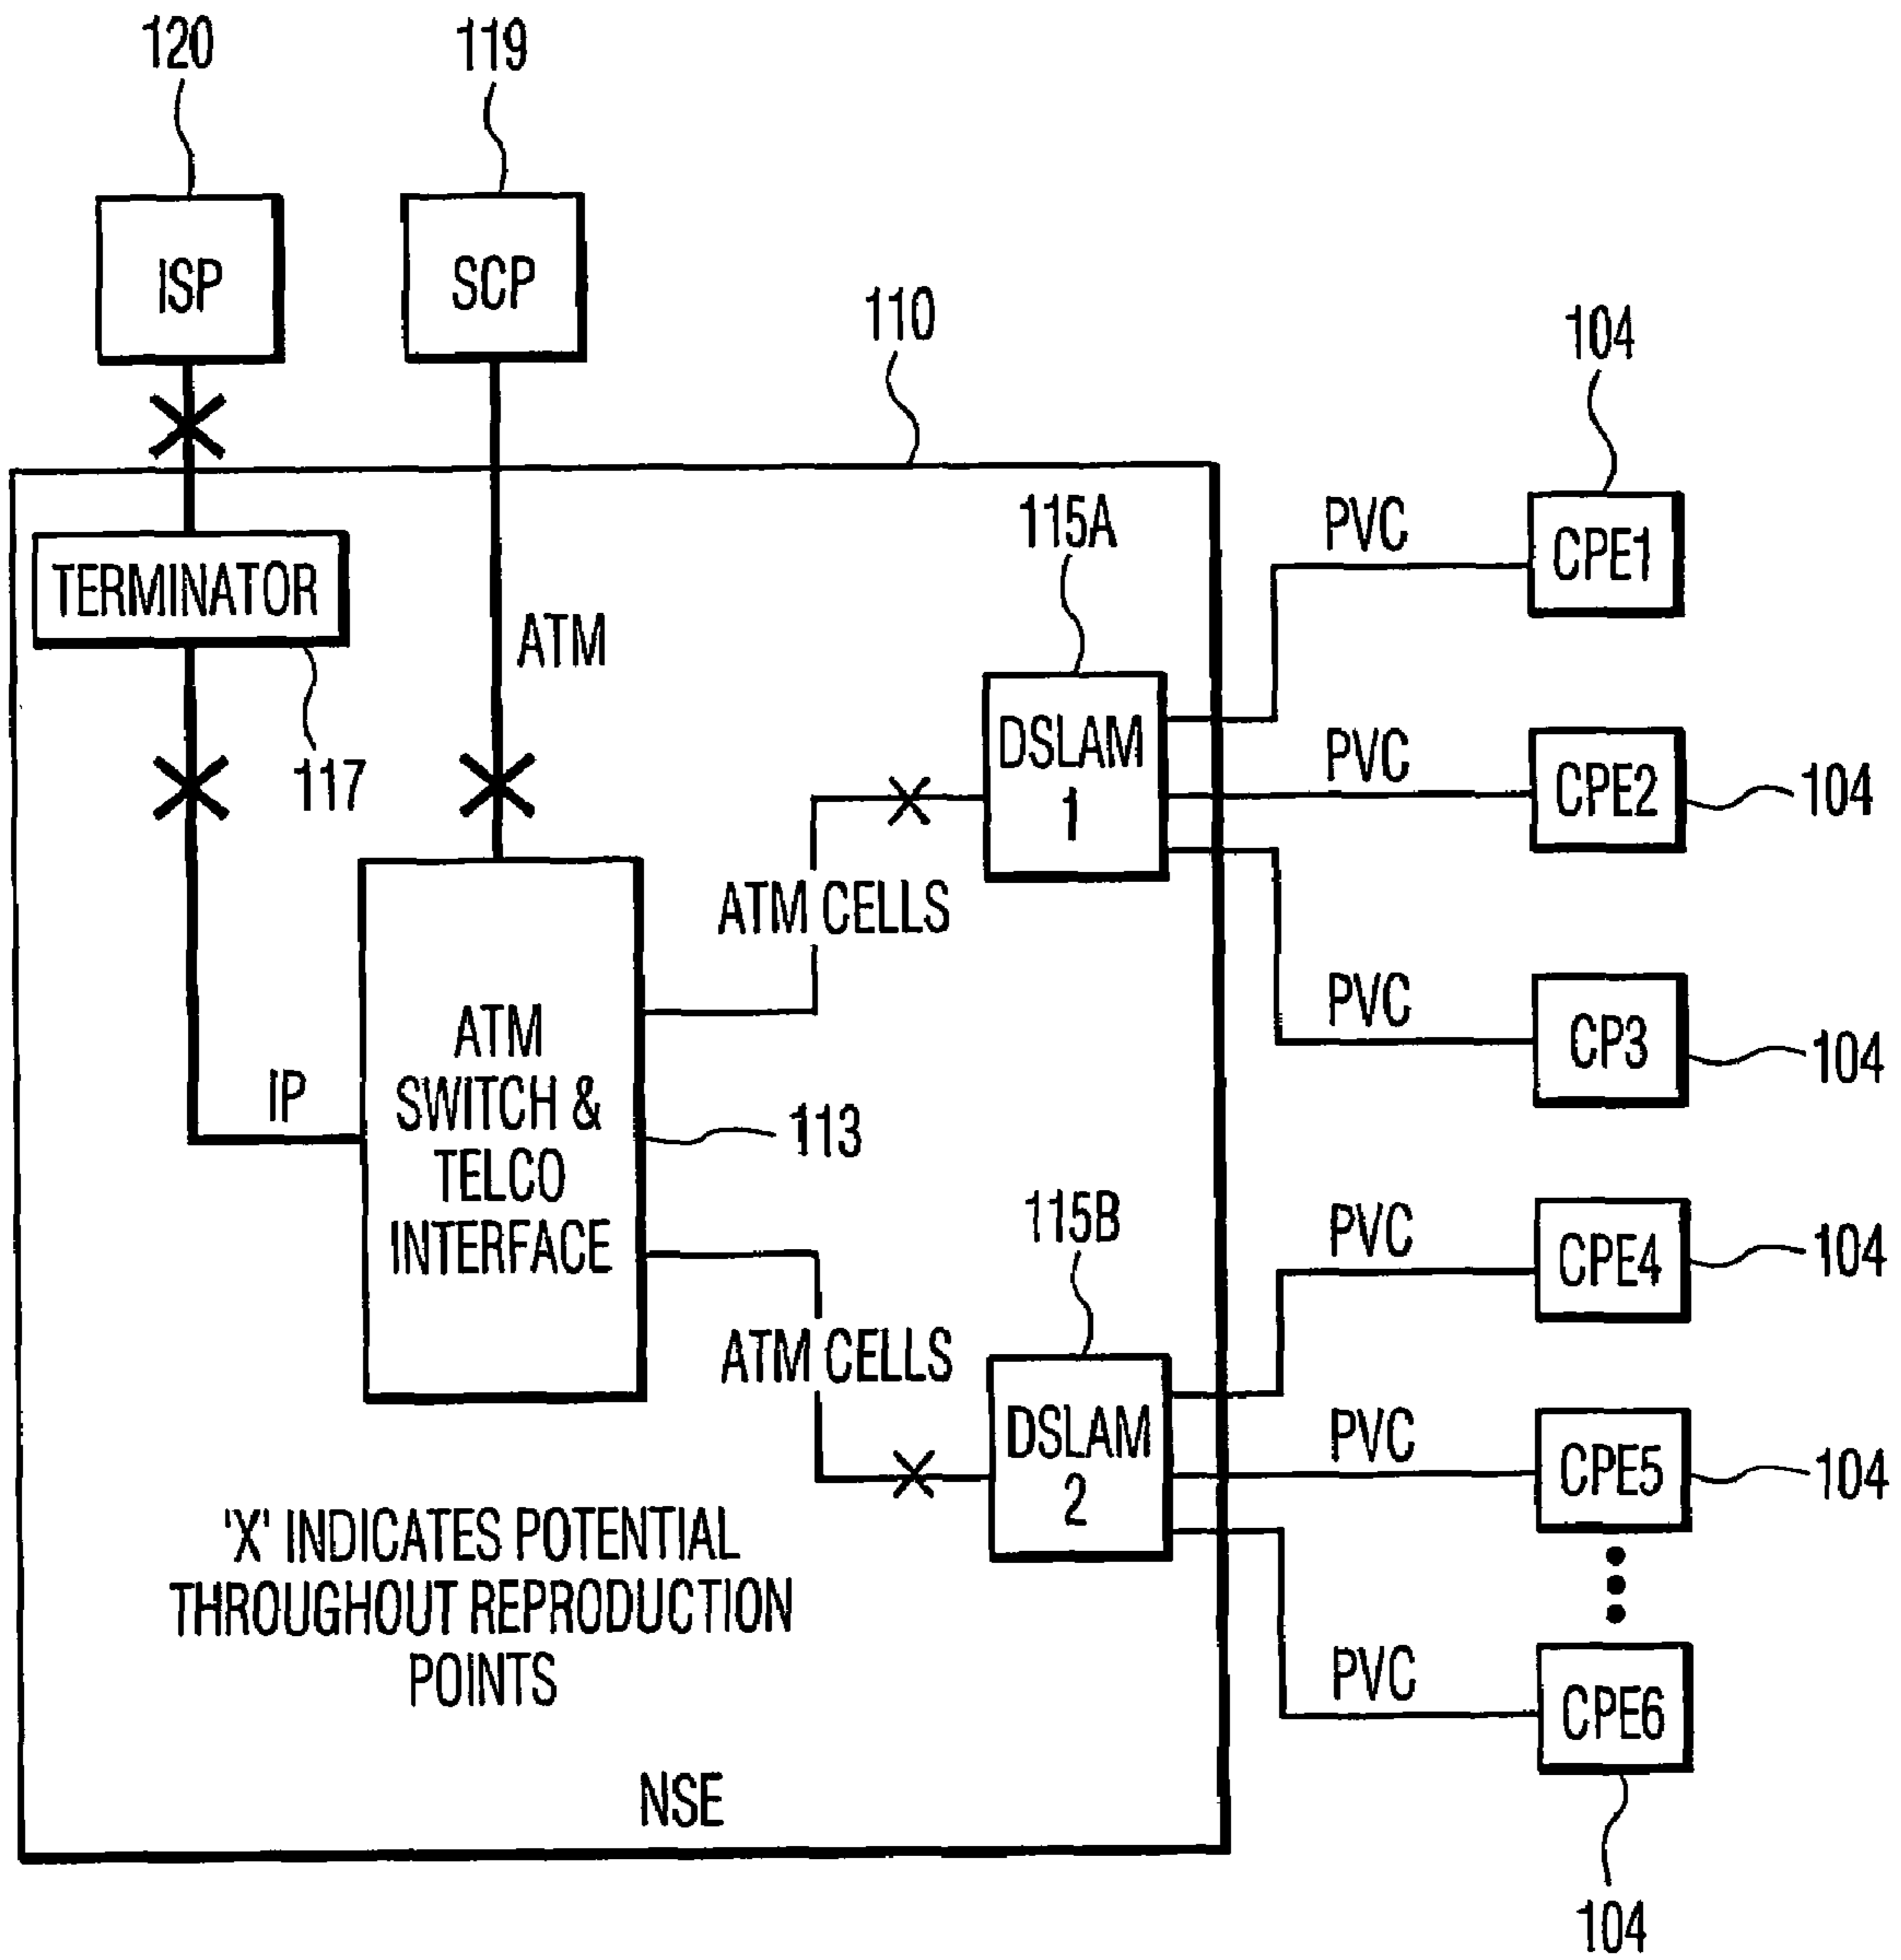 120
119
ISP
SCP
110
104
TERMINATOR
117
ATM
115A
PVC
CPE1
DSLAM
1
PVC
CPE2
104
ATM CELLS
PVC
CP3
104
IP
ATM
SWITCH &
TELCO
INTERFACE
113
115B
PVC
CPE4
104
ATM CELLS
DSLAM
2
PVC
CPE5
104
'X' INDICATES POTENTIAL
THROUGHOUT REPRODUCTION
POINTS
PVC
CPE6
NSE
104